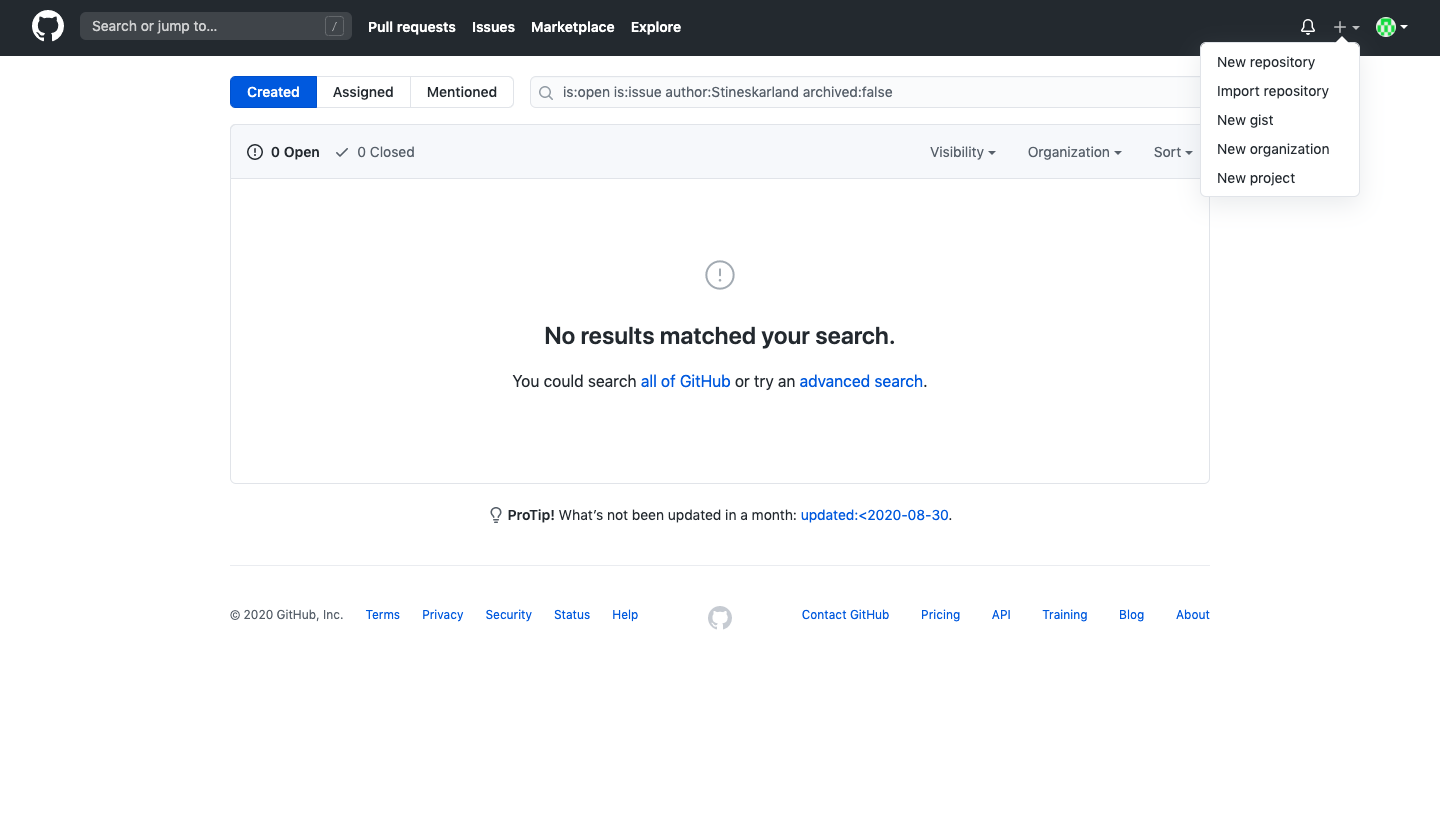 Search or jump to... /
Pull requests Issues Marketplace Explore
New repository
Import repository
New gist
New organization
New project
Created Assigned Mentioned
is:open is:issue author:Stineskarland archived:false
0 Open 0 Closed
Visibility Organization Sort
No results matched your search.
You could search all of GitHub or try an advanced search.
ProTip! What’s not been updated in a month: updated:<2020-08-30.
© 2020 GitHub, Inc. Terms Privacy Security Status Help
Contact GitHub Pricing API Training Blog About